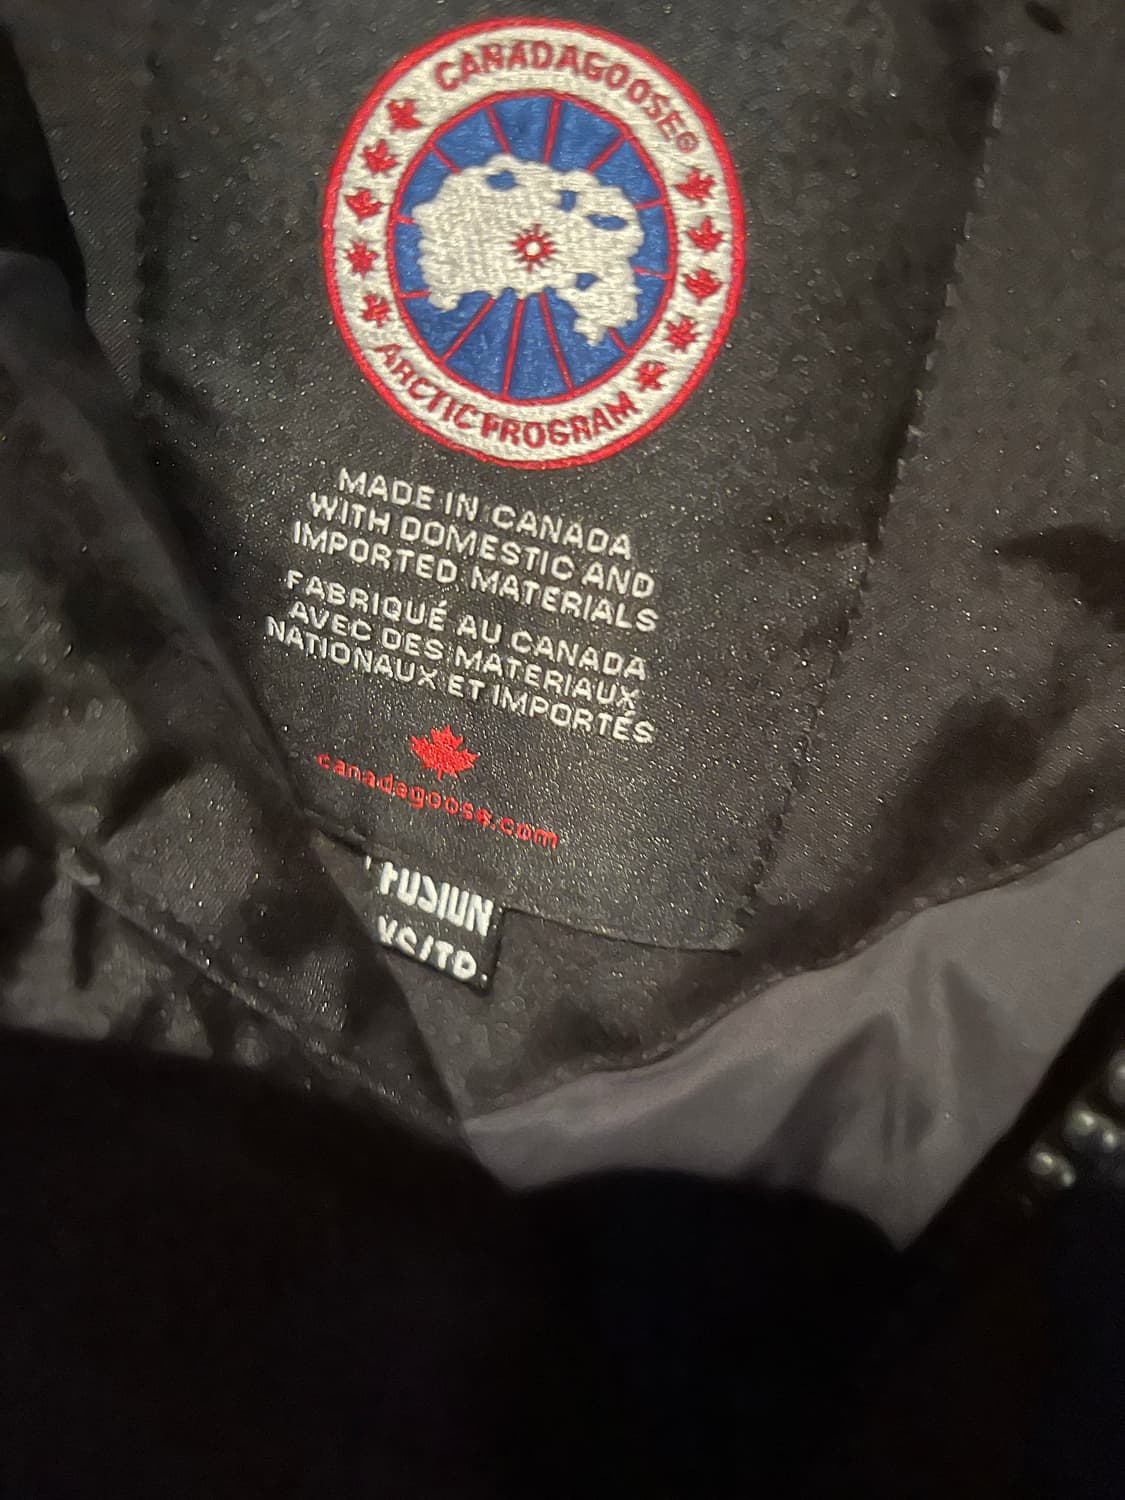 CANADA GOOSE®
ARCTIC PROGRAM
MADE IN CANADA
WITH DOMESTIC AND
IMPORTED MATERIALS
FABRIQUÉ AU CANADA
AVEC DES MATERIAUX
NATIONAUX ET IMPORTÉS
canadagoose.com
FUSION